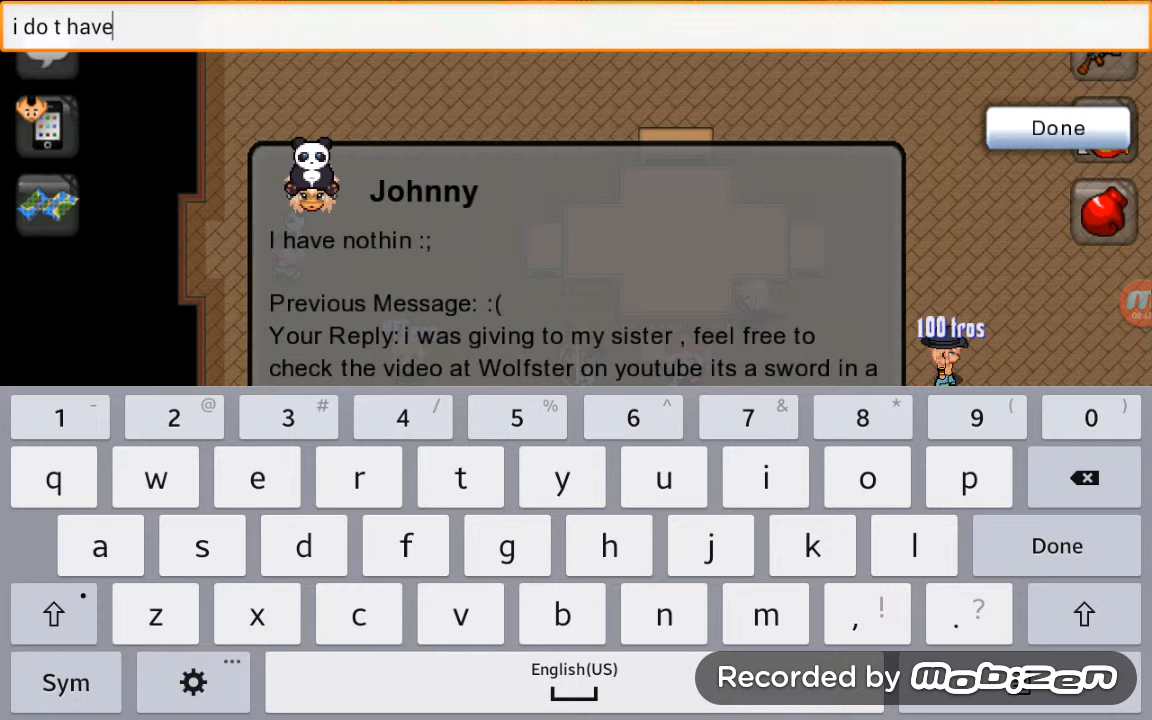 i do t have
Done
Johnny
I have nothin :;
Previous Message: :(
Your Reply: i was giving to my sister , feel free to
check the video at Wolfster on youtube its a sword in a
100 fros
08:4
1 - 2 @ 3 # 4 / 5 % 6 ^ 7 & 8 * 9 ( 0 )
q w e r t y u i o p
a s d f g h j k l Done
z x c v b n m , ! . ?
Sym ... English(US)
Recorded by mobizen